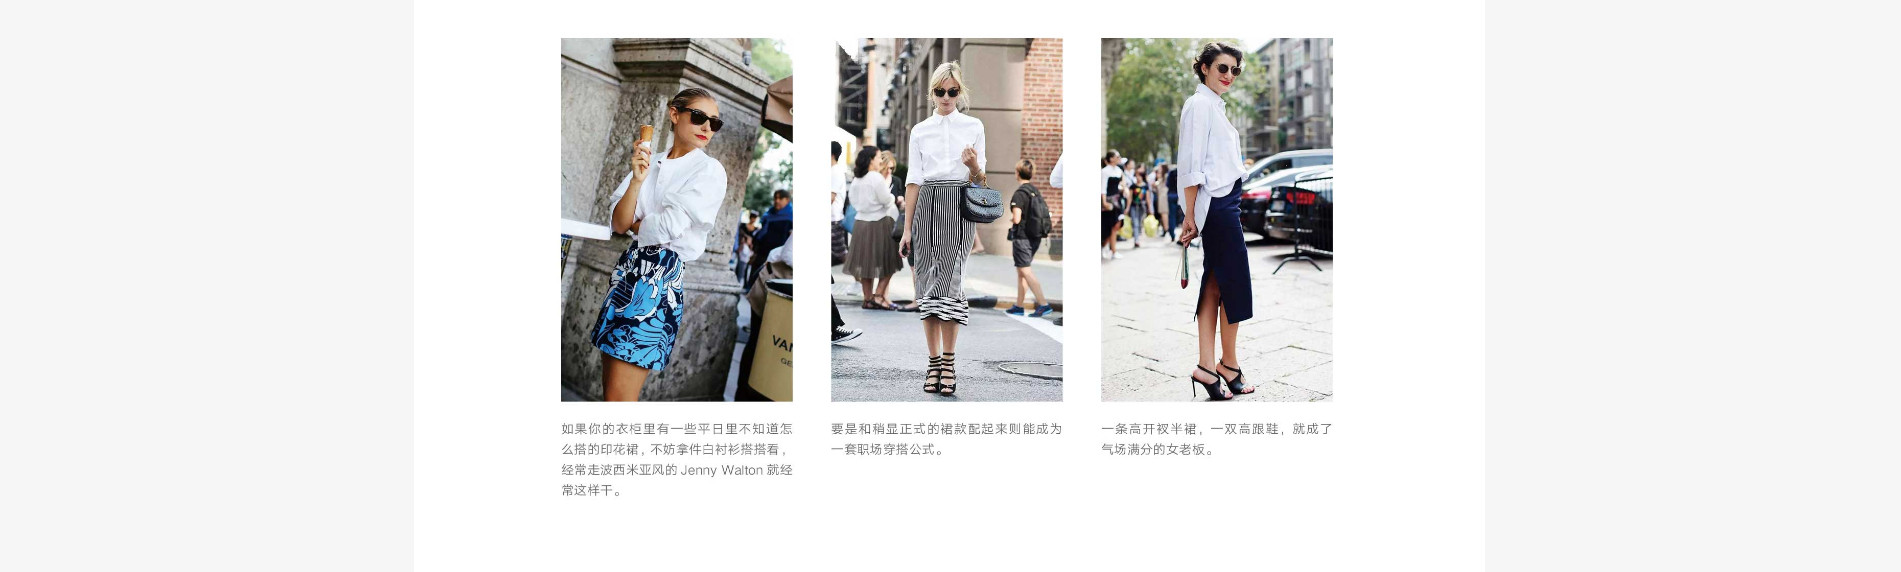 VAN
GE
如果你的衣柜里有一些平日里不知道怎
么搭的印花裙，不妨拿件白衬衫搭搭看，
经常走波西米亚风的 Jenny Walton 就经
常这样干。
要是和稍显正式的裙款配起来则能成为
一套职场穿搭公式。
一条高开衩半裙，一双高跟鞋，就成了
气场满分的女老板。